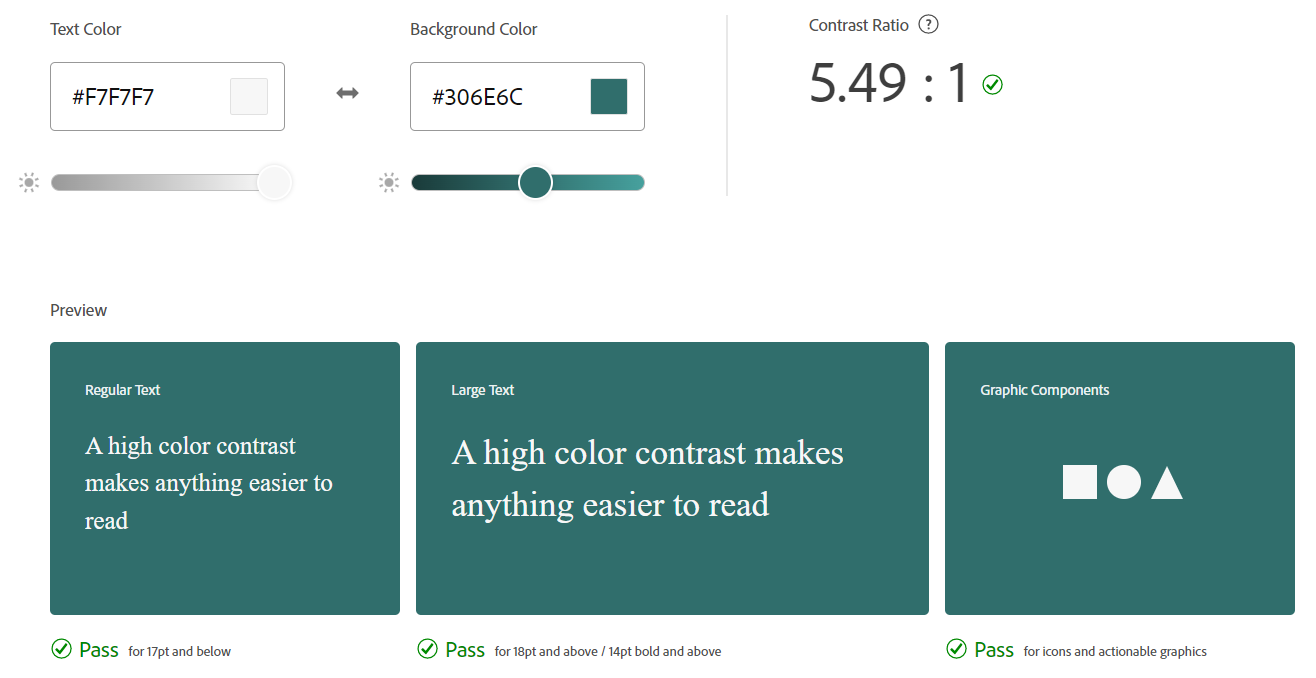 Text Color
#F7F7F7
Background Color
#306E6C
Contrast Ratio ?
5.49 : 1
Preview
Regular Text
A high color contrast
makes anything easier to
read
Pass for 17pt and below
Large Text
A high color contrast makes
anything easier to read
Pass for 18pt and above / 14pt bold and above
Graphic Components
Pass for icons and actionable graphics